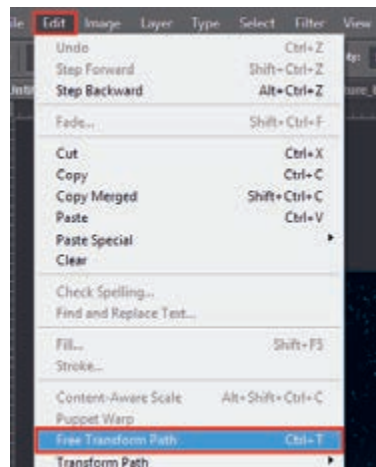 Edit Image Layer Type Select Filter View
Undo Ctrl+Z
Step Forward Shift+Ctrl+Z
Step Backward Alt+Ctrl+Z
Fade... Shift+Ctrl+F
Cut Ctrl+X
Copy Ctrl+C
Copy Merged Shift+Ctrl+C
Paste Ctrl+V
Paste Special
Clear
Check Spelling...
Find and Replace Text...
Fill... Shift+F5
Stroke...
Content-Aware Scale Alt+Shift+Ctrl+C
Puppet Warp
Free Transform Path Ctrl+T
Transform Path